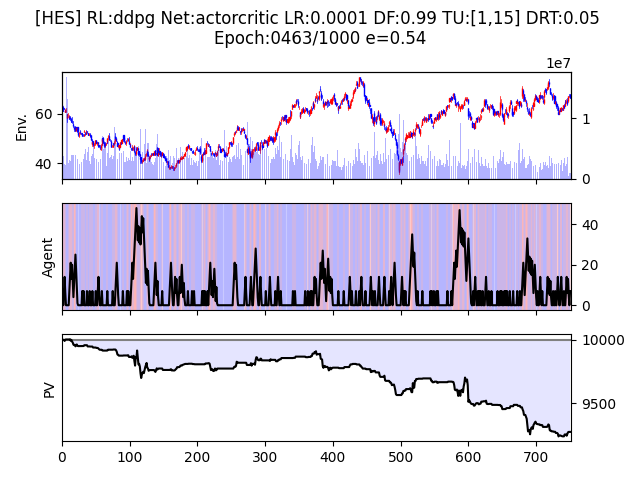 [HES] RL:ddpg Net:actorcritic LR:0.0001 DF:0.99 TU:[1,15] DRT:0.05
Epoch:0463/1000 e=0.54
1e7
Env.
60
40
1
0
Agent
40
20
0
PV
10000
9500
0 100 200 300 400 500 600 700